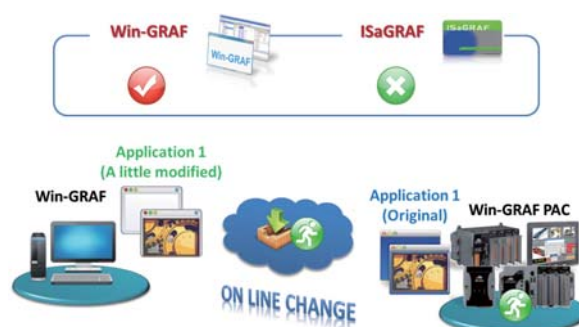 Win-GRAF
Win-GRAF
ISaGRAF
ISaGRAF
Application 1
(A little modified)
Win-GRAF
ON LINE CHANGE
Application 1
(Original)
Win-GRAF PAC